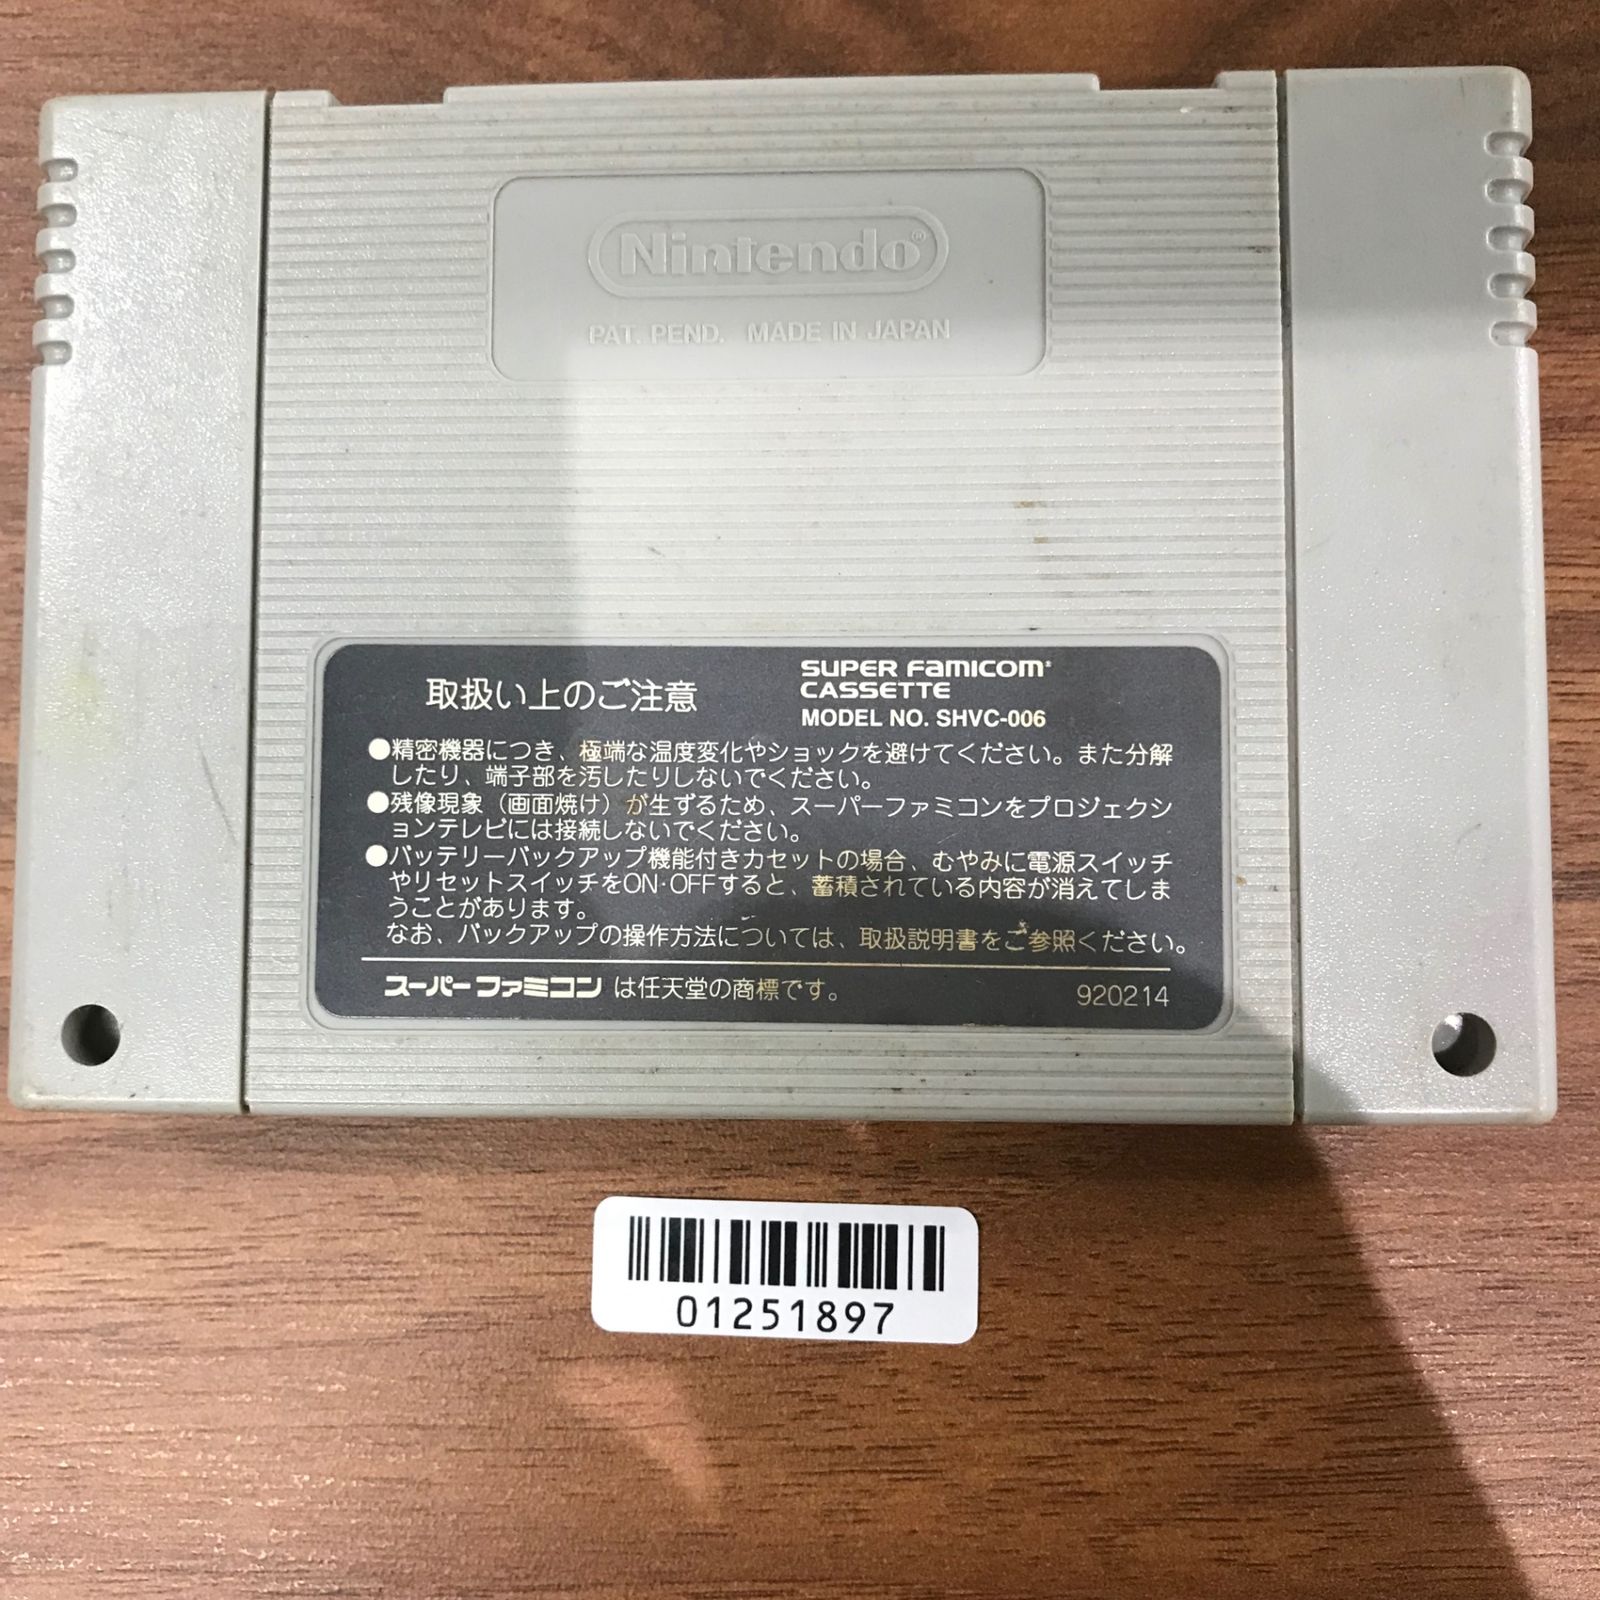 Nintendo®
PAT. PEND. MADE IN JAPAN
取扱い上のご注意
SUPER FAMICOM®
CASSETTE
MODEL NO. SHVC-006
●精密機器につき、極端な温度変化やショックを避けてください。また分解
したり、端子部を汚したりしないでください。
●残像現象（画面焼け）が生ずるため、スーパーファミコンをプロジェクシ
ョンテレビには接続しないでください。
●バッテリーバックアップ機能付きカセットの場合、むやみに電源スイッチ
やリセットスイッチをON·OFFすると、蓄積されている内容が消えてしま
うことがあります。
なお、バックアップの操作方法については、取扱説明書をご参照ください。
スーパーファミコン は任天堂の商標です。
920214
01251897